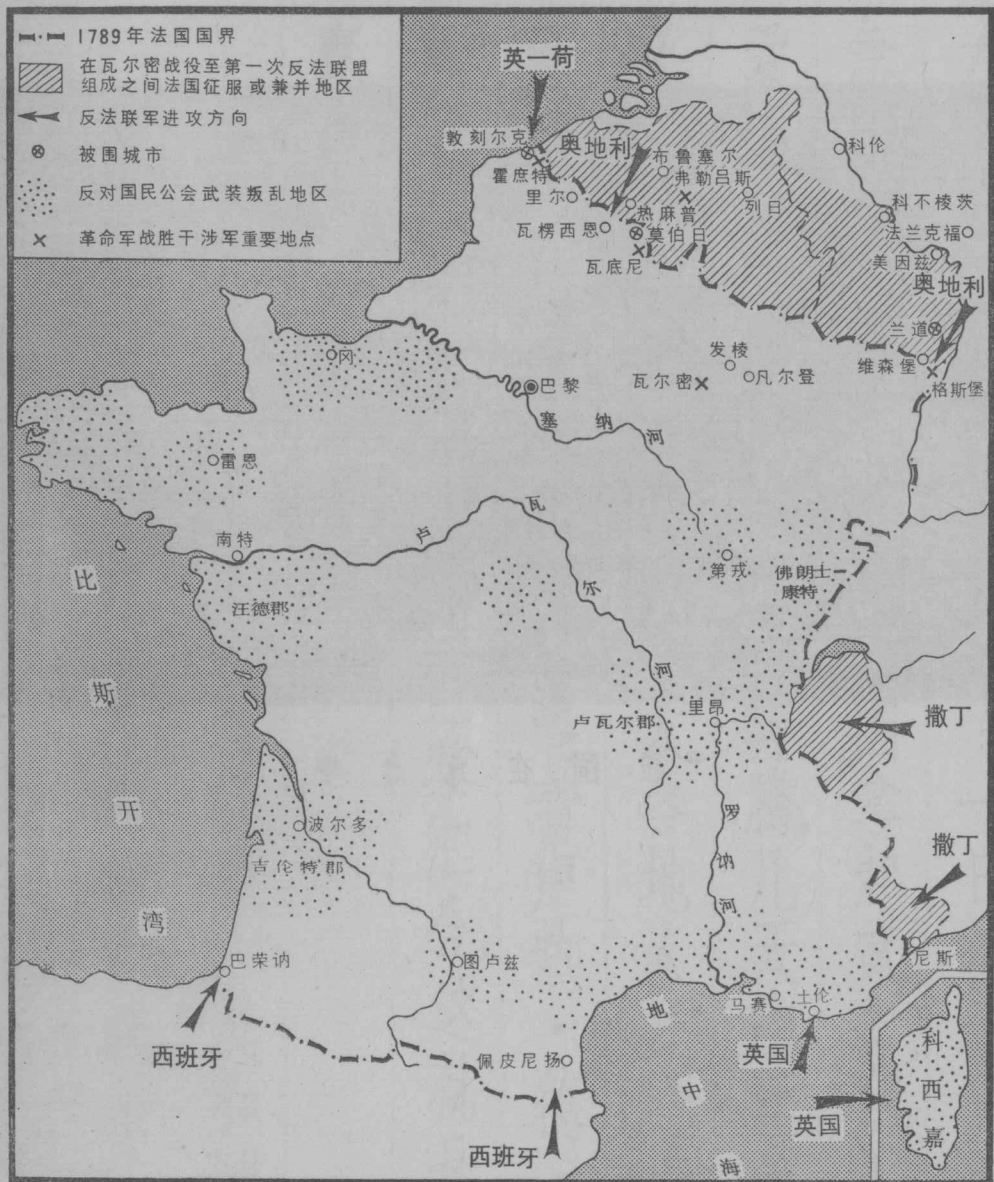 1789年法国国界
在瓦尔密战役至第一次反法联盟
组成之间法国征服或兼并地区
反法联军进攻方向
被围城市
反对国民公会武装叛乱地区
革命军战胜干涉军重要地点
英一荷
敦刻尔克
奥地利
布鲁塞尔
科伦
霍庶特
弗勒吕斯
里尔
列日
热麻普
科不棱茨
瓦楞西恩
莫伯日
法兰克福
瓦底尼
美因兹
奥地利
兰道
冈
发棱
维森堡
巴黎
瓦尔密
凡尔登
格斯堡
塞纳河
雷恩
南特
卢瓦尔河
第戎
佛朗士-
康特
汪德郡
比斯开湾
里昂
卢瓦尔郡
撒丁
罗纳河
波尔多
撒丁
吉伦特郡
尼斯
巴荣讷
图卢兹
马赛
土伦
地中海
西班牙
佩皮尼扬
英国
科西嘉
英国
西班牙